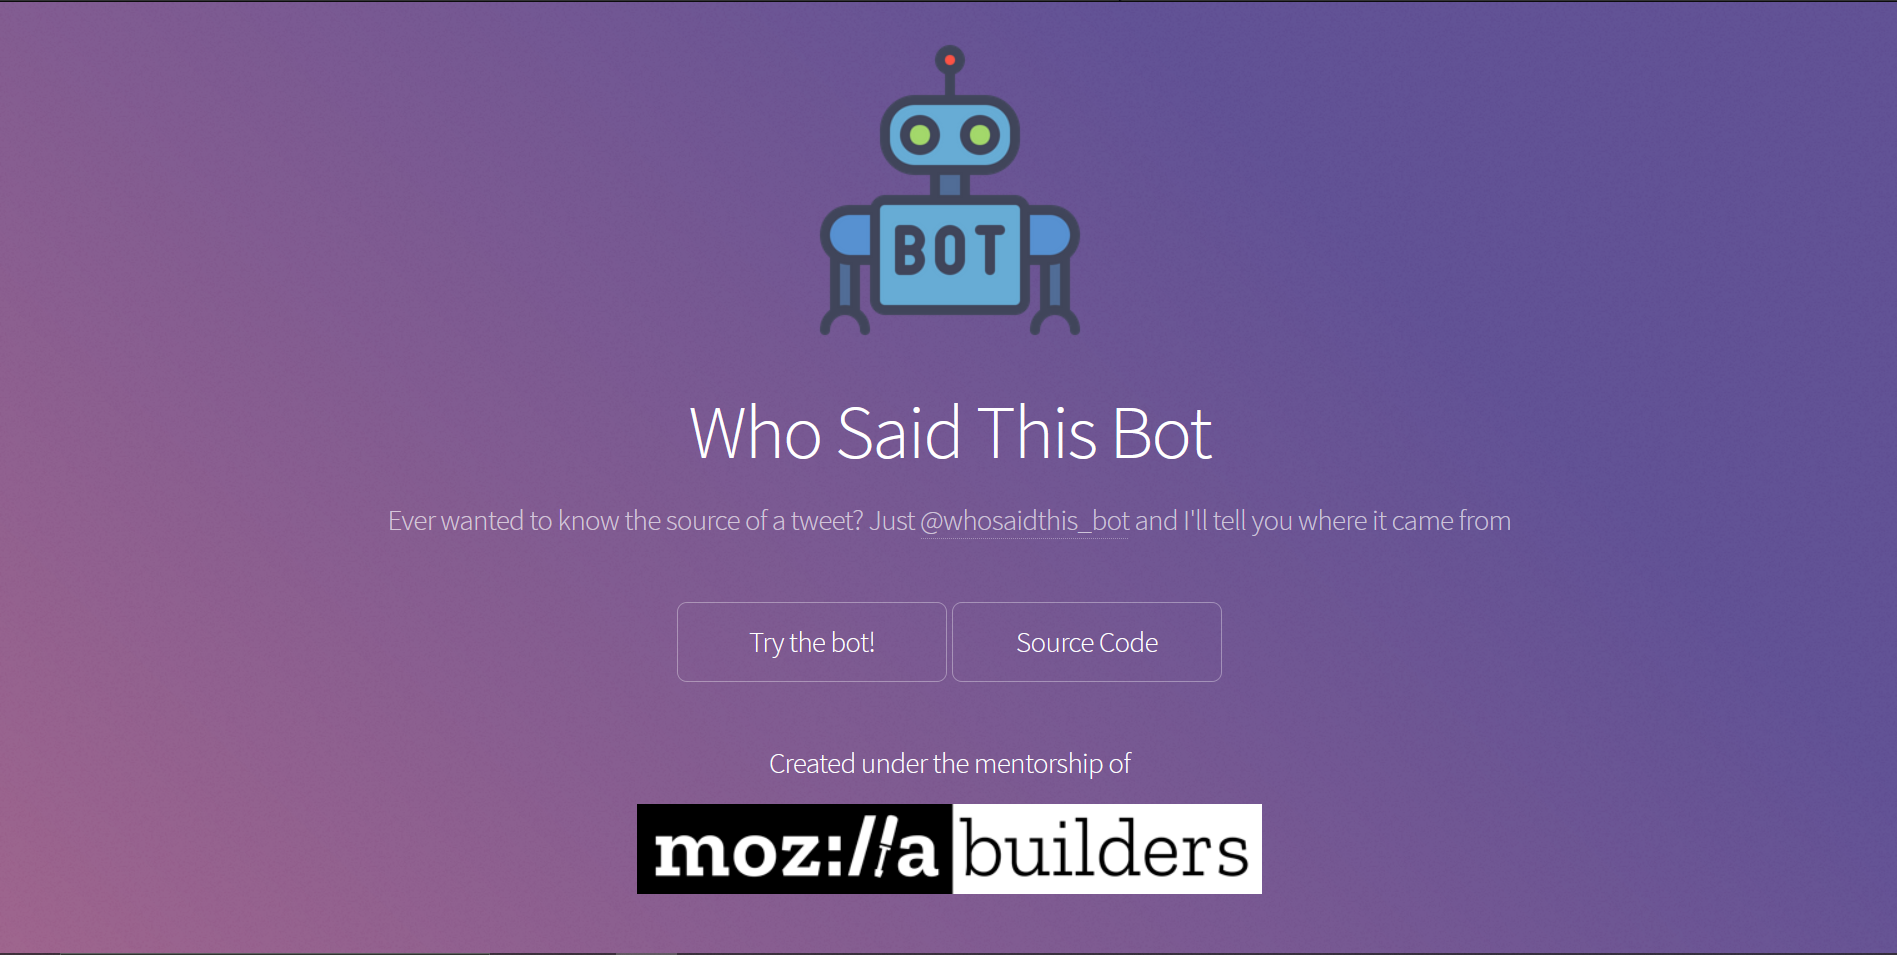 BOT
Who Said This Bot
Ever wanted to know the source of a tweet? Just @whosaidthis_bot and I'll tell you where it came from
Try the bot!
Source Code
Created under the mentorship of
moz://a builders